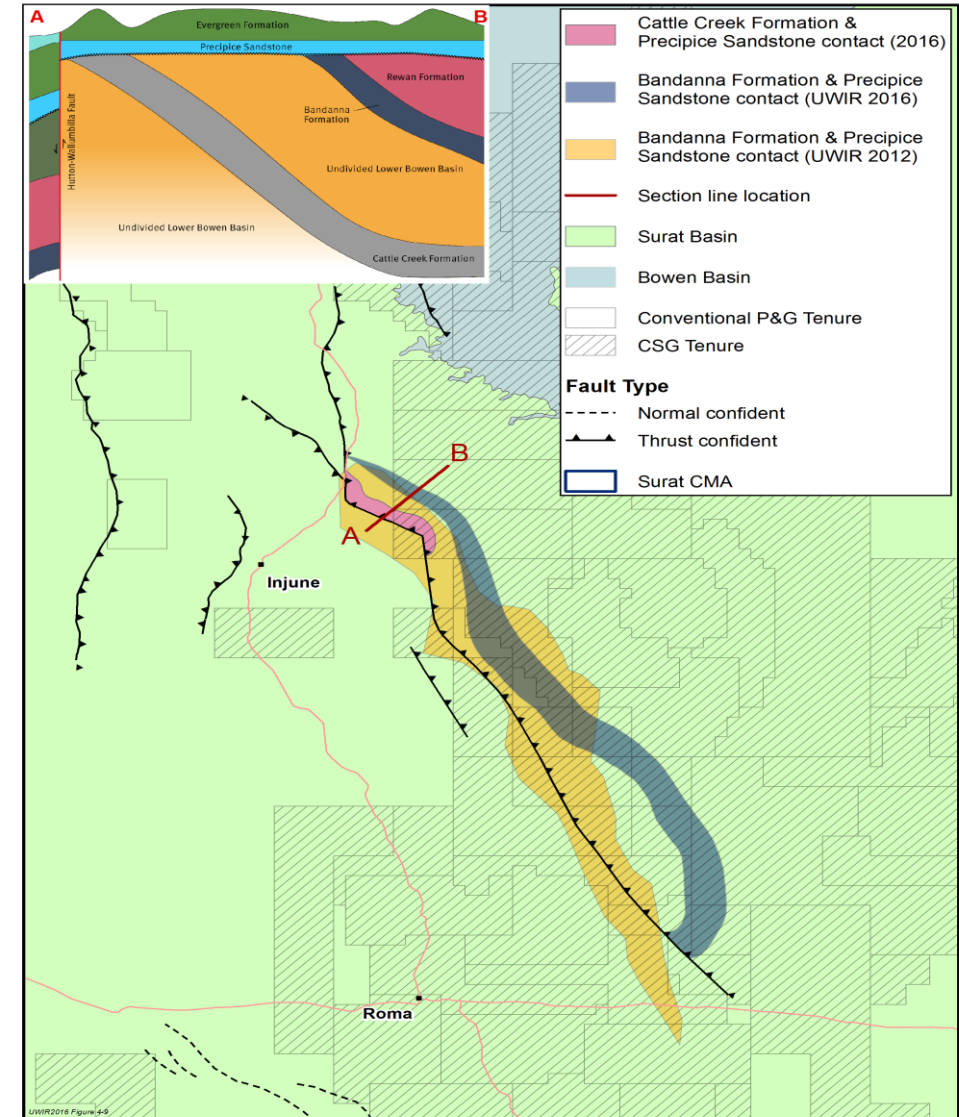 A
B
Evergreen Formation
Precipice Sandstone
Rewan Formation
Bandanna
Formation
Hutton-Wallumbilla Fault
Undivided Lower Bowen Basin
Undivided Lower Bowen Basin
Cattle Creek Formation
Cattle Creek Formation &
Precipice Sandstone contact (2016)
Bandanna Formation & Precipice
Sandstone contact (UWIR 2016)
Bandanna Formation & Precipice
Sandstone contact (UWIR 2012)
Section line location
Surat Basin
Bowen Basin
Conventional P&G Tenure
CSG Tenure
Fault Type
Normal confident
Thrust confident
Surat CMA
B
A
Injune
Roma
UWIR2016 Figure 4-9